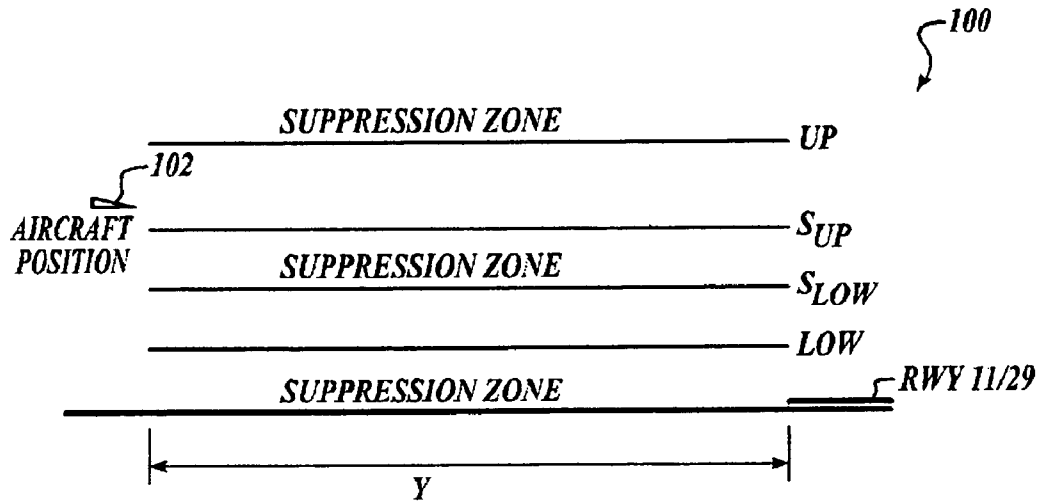 100
SUPPRESSION ZONE
UP
102
AIRCRAFT
POSITION
S_UP
SUPPRESSION ZONE
S_LOW
LOW
SUPPRESSION ZONE
RWY 11/29
Y